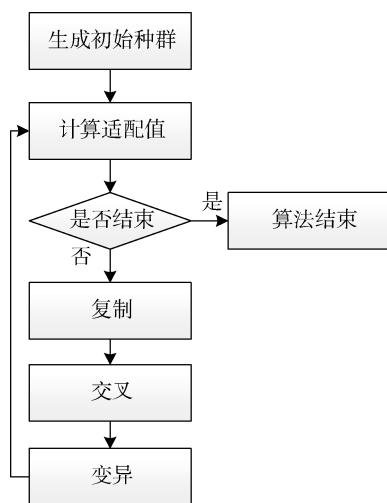 生成初始种群
计算适配值
是否结束
是
算法结束
否
复制
交叉
变异